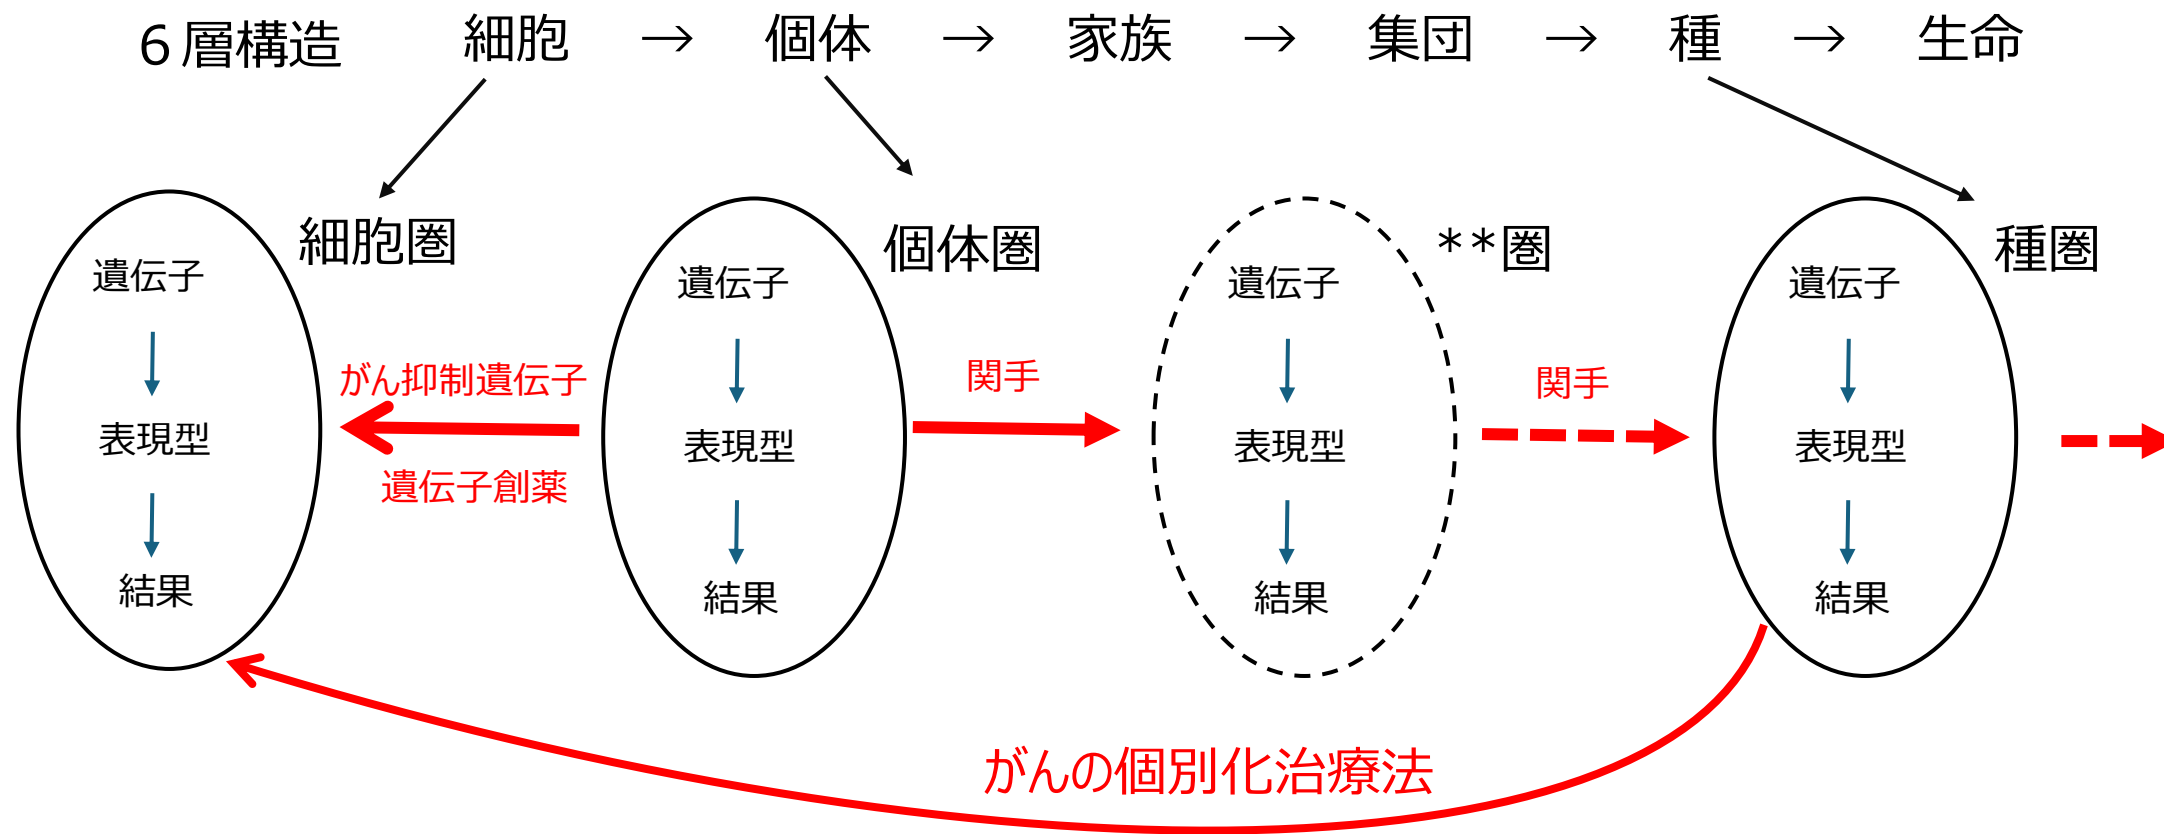 ６層構造 細胞 → 個体 → 家族 → 集団 → 種 → 生命
細胞圏
遺伝子
表現型
結果
がん抑制遺伝子
遺伝子創薬
個体圏
遺伝子
表現型
結果
関手
**圏
遺伝子
表現型
結果
関手
種圏
遺伝子
表現型
結果
がんの個別化治療法